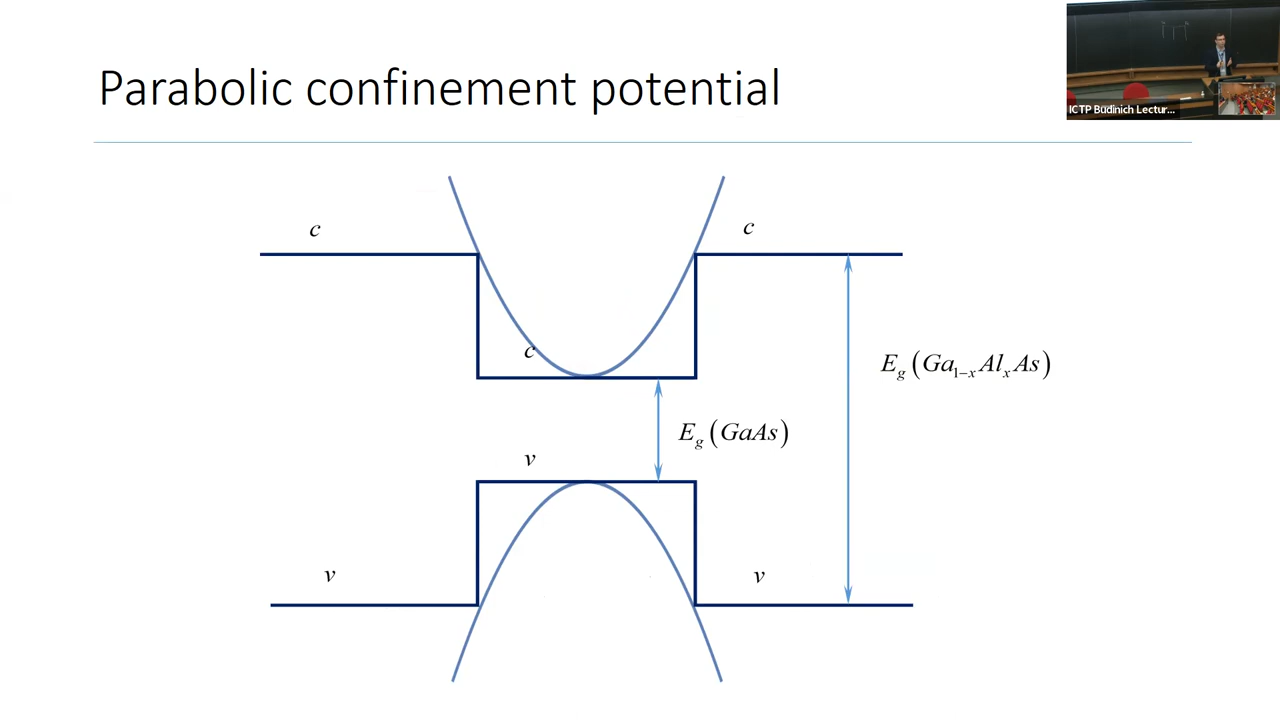 Parabolic confinement potential
ICTP Budinich Lectur...
c
c
c
E_g (Ga_{1-x} Al_x As)
E_g (GaAs)
v
v
v